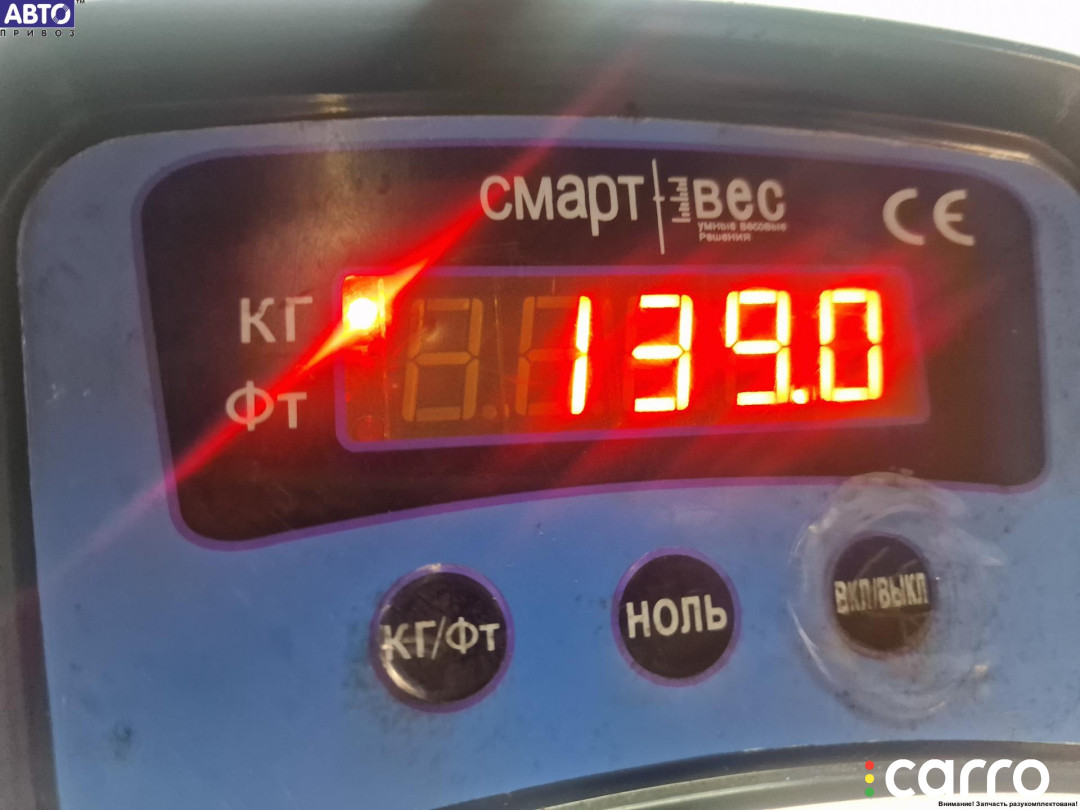 АВТО™
ПРИВОЗ
смарт вес
умные весовые
Решения
CE
КГ
Фт
139.0
КГ/Фт
НОЛЬ
ВКЛ/ВЫКЛ
carro
Внимание! Запчасть разукомплектована!